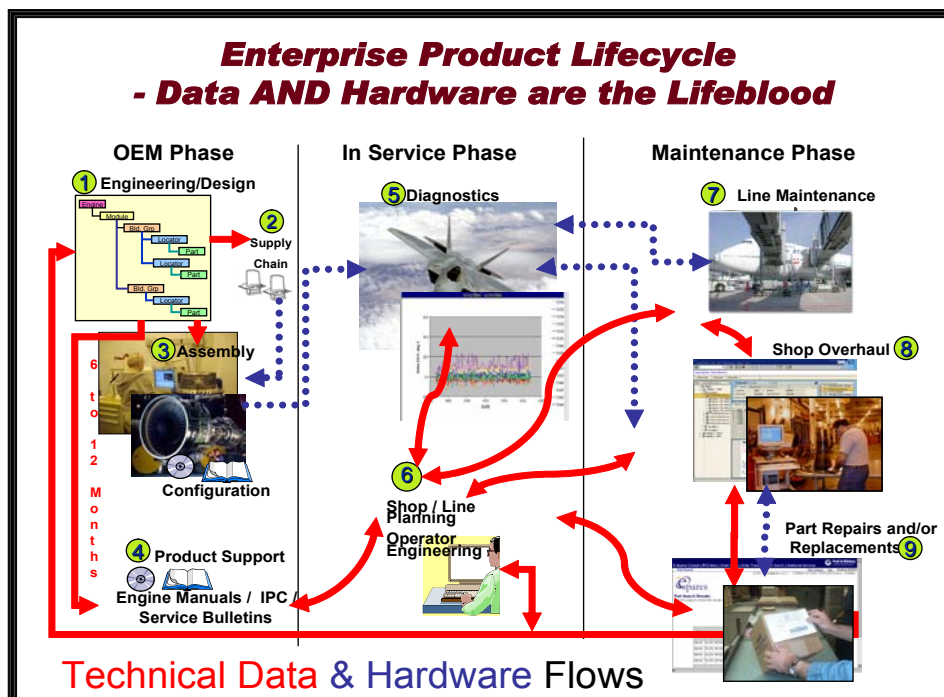 Enterprise Product Lifecycle
- Data AND Hardware are the Lifeblood
OEM Phase
In Service Phase
Maintenance Phase
1 Engineering/Design
Engine
Module
Bld. Grp
Locator
Part
Locator
Part
Bld. Grp
Locator
Part
2
Supply
Chain
3 Assembly
Configuration
6 to 12 Months
4 Product Support
Engine Manuals / IPC /
Service Bulletins
5 Diagnostics
6
Shop / Line
Planning
Operator
Engineering
7 Line Maintenance
Shop Overhaul 8
Part Repairs and/or
Replacements 9
Spares
Technical Data & Hardware Flows